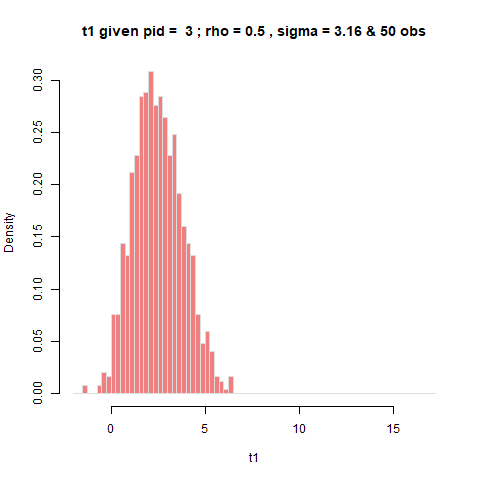 t1 given pid =  3 ; rho = 0.5 , sigma = 3.16 & 50 obs
0.30
0.25
0.20
0.15
0.10
0.05
0.00
Density
0 5 10 15
t1